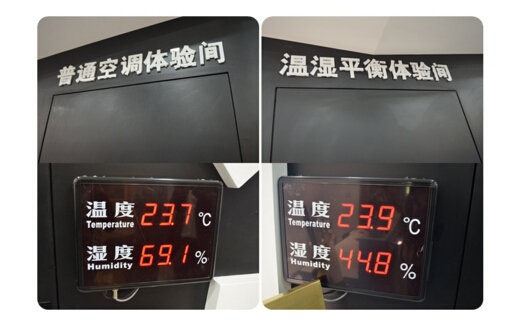 普通空调体验间
温度 Temperature 23.7 ℃
湿度 Humidity 69.1 %
温湿平衡体验间
温度 Temperature 23.9 ℃
湿度 Humidity 44.8 %